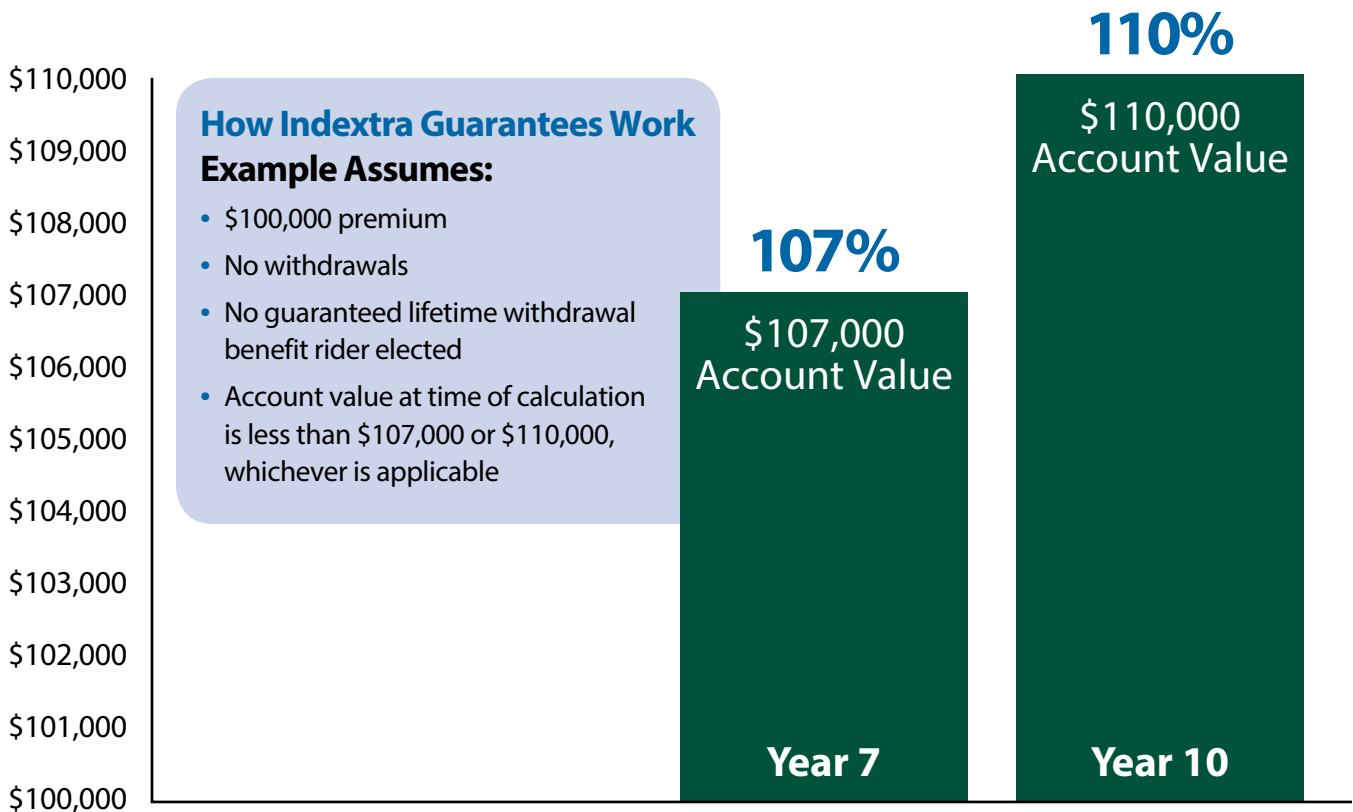 $110,000
$109,000
$108,000
$107,000
$106,000
$105,000
$104,000
$103,000
$102,000
$101,000
$100,000
How Indextra Guarantees Work
Example Assumes:
• $100,000 premium
• No withdrawals
• No guaranteed lifetime withdrawal
benefit rider elected
• Account value at time of calculation
is less than $107,000 or $110,000,
whichever is applicable
107%
$107,000
Account Value
Year 7
110%
$110,000
Account Value
Year 10